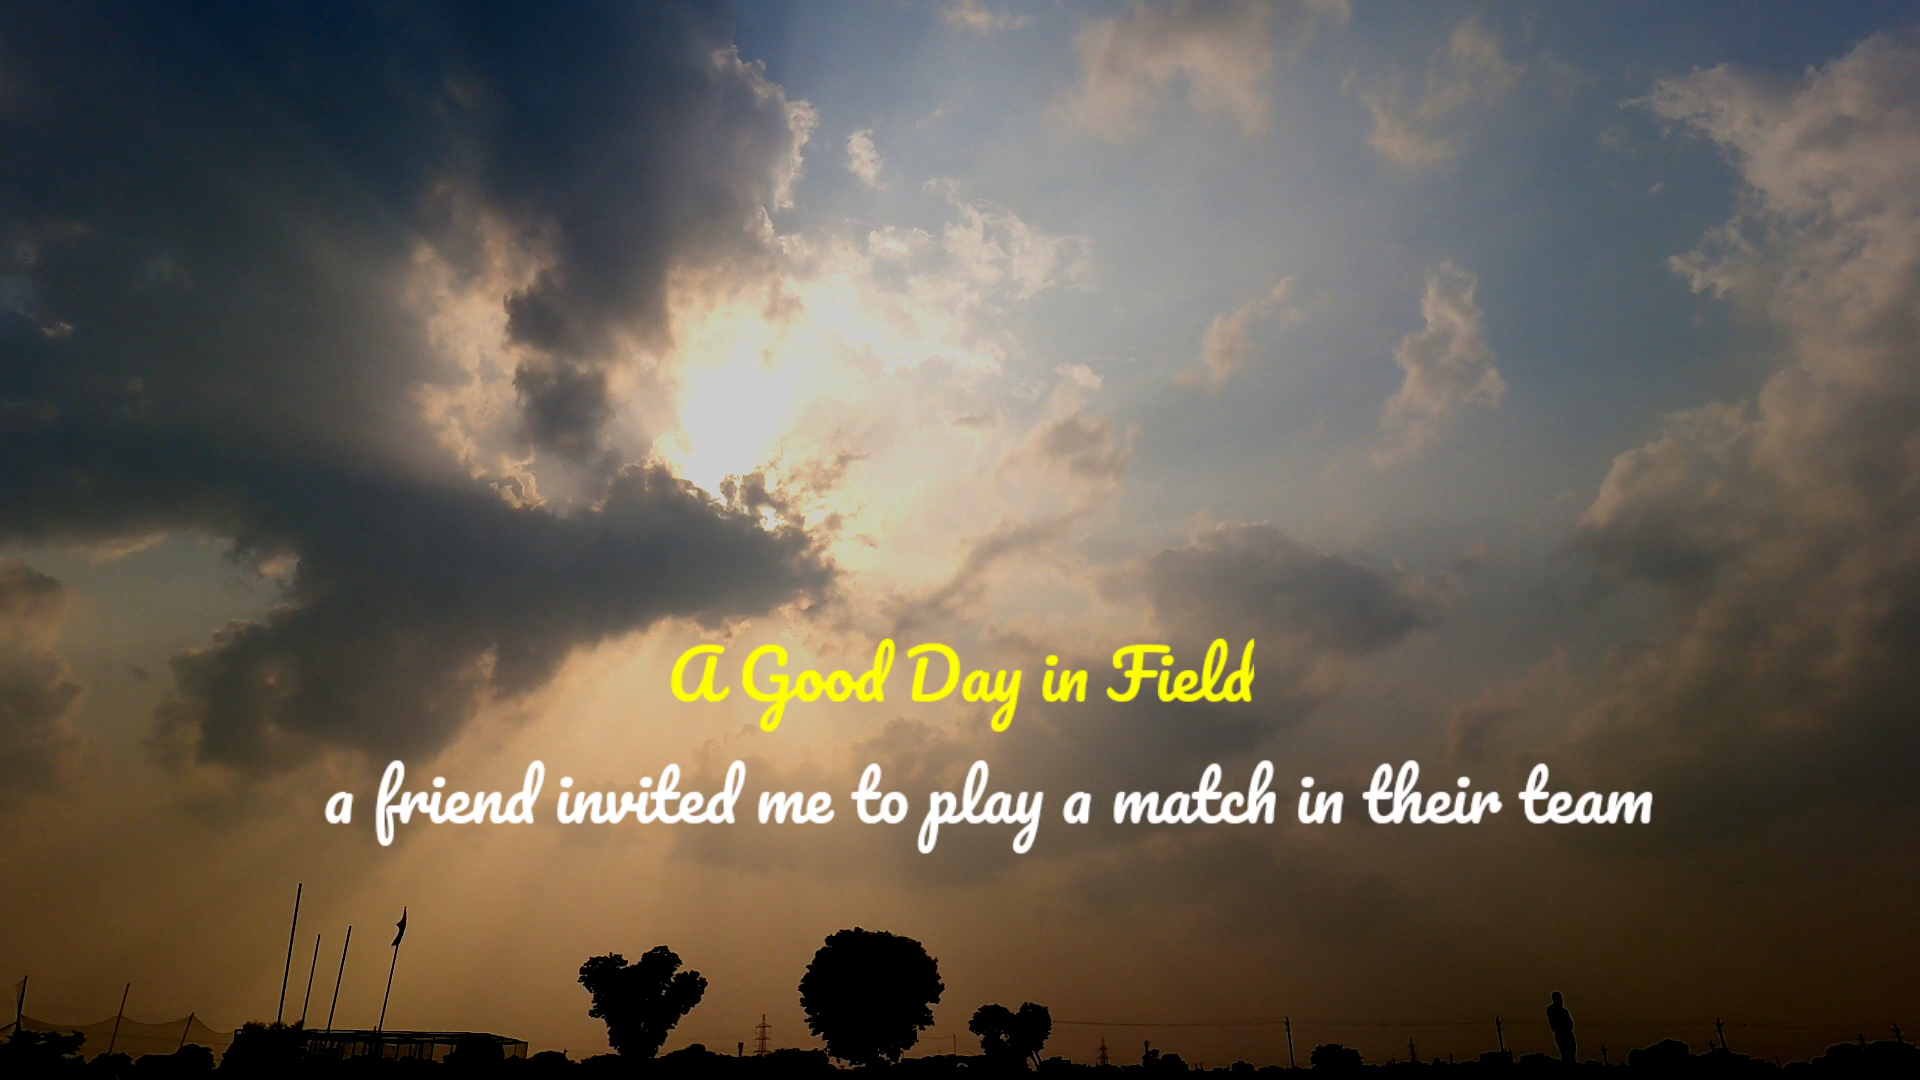 A Good Day in Field
a friend invited me to play a match in their team